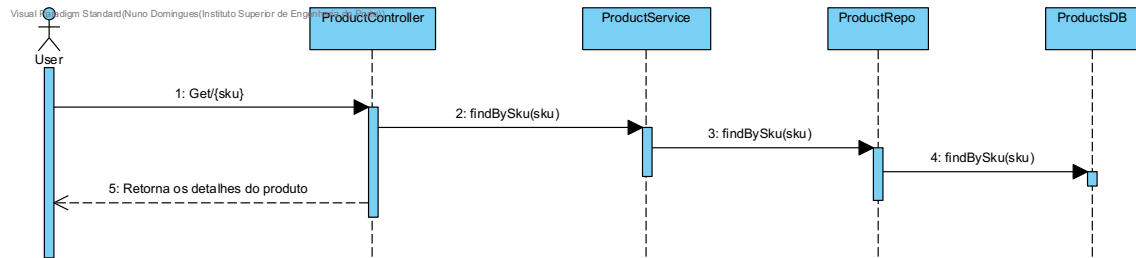 Visual Paradigm Standard(Nuno Domingues(Instituto Superior de Engenharia do Porto))
ProductController
ProductService
ProductRepo
ProductsDB
User
1: Get/{sku}
2: findBySku(sku)
3: findBySku(sku)
4: findBySku(sku)
5: Retorna os detalhes do produto